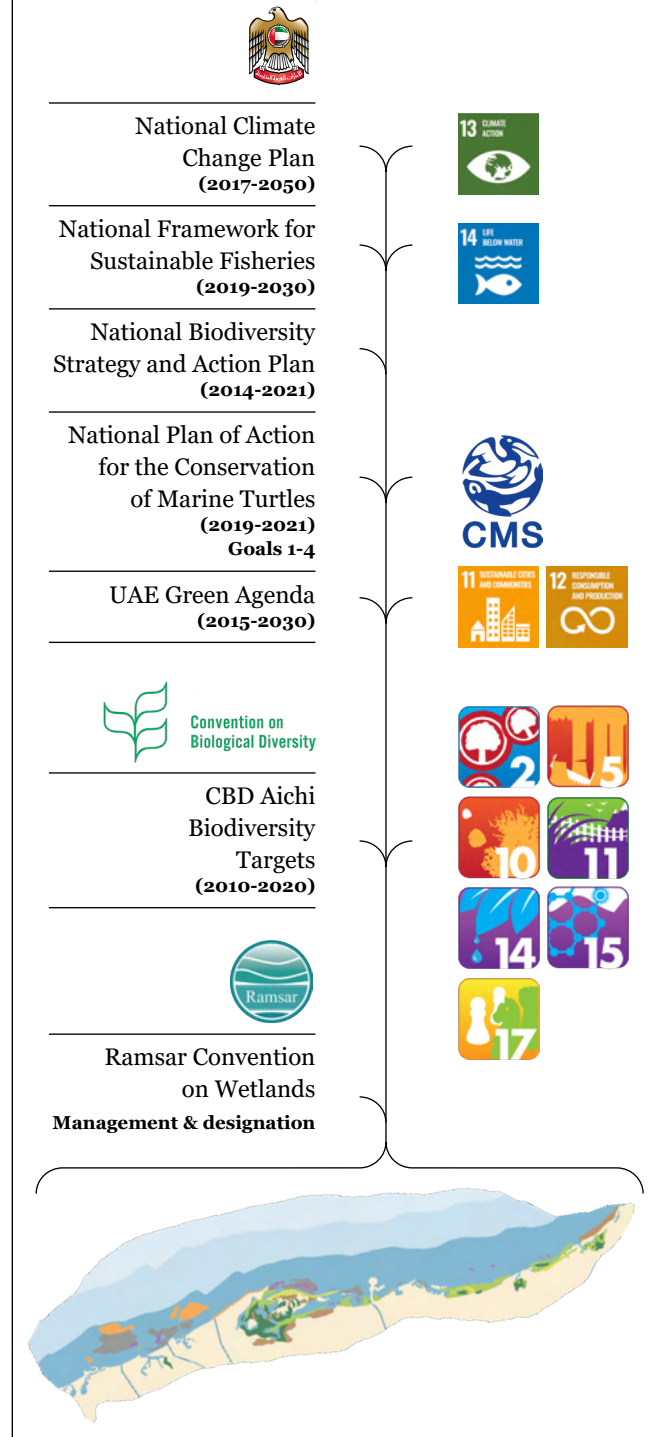 National Climate
Change Plan
(2017-2050)
13 CLIMATE
ACTION
National Framework for
Sustainable Fisheries
(2019-2030)
14 LIFE
BELOW WATER
National Biodiversity
Strategy and Action Plan
(2014-2021)
National Plan of Action
for the Conservation
of Marine Turtles
(2019-2021)
Goals 1-4
CMS
UAE Green Agenda
(2015-2030)
11 SUSTAINABLE CITIES
AND COMMUNITIES
12 RESPONSIBLE
CONSUMPTION
AND PRODUCTION
Convention on
Biological Diversity
CBD Aichi
Biodiversity
Targets
(2010-2020)
2
5
10
11
14
15
17
Ramsar
Ramsar Convention
on Wetlands
Management & designation